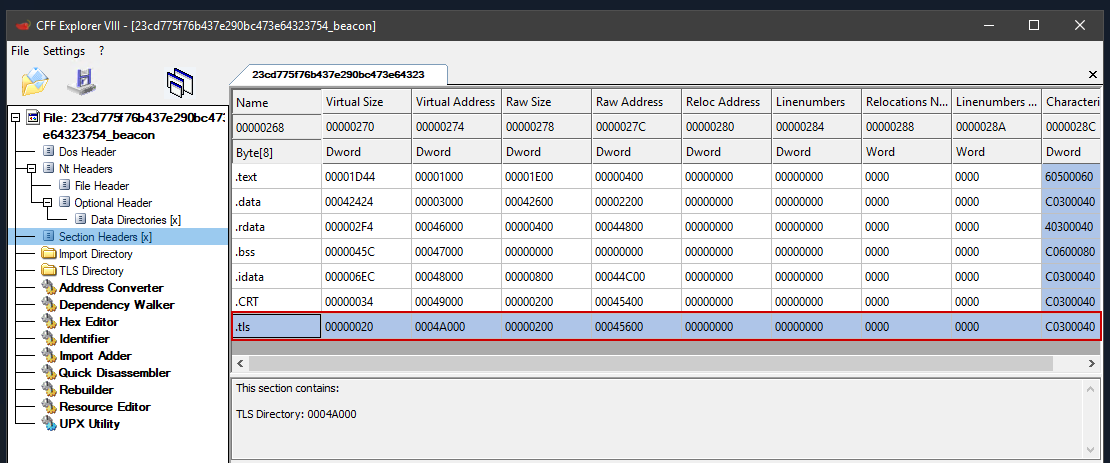 CFF Explorer VIII - [23cd775f76b437e290bc473e64323754_beacon]
File Settings ?
23cd775f76b437e290bc473e64323
File: 23cd775f76b437e290bc473
e64323754_beacon
Dos Header
Nt Headers
File Header
Optional Header
Data Directories [x]
Section Headers [x]
Import Directory
TLS Directory
Address Converter
Dependency Walker
Hex Editor
Identifier
Import Adder
Quick Disassembler
Rebuilder
Resource Editor
UPX Utility
Name Virtual Size Virtual Address Raw Size Raw Address Reloc Address Linenumbers Relocations N... Linenumbers ... Characteri
00000268 00000270 00000274 00000278 0000027C 00000280 00000284 00000288 0000028A 0000028C
Byte[8] Dword Dword Dword Dword Dword Dword Word Word Dword
.text 00001D44 00001000 00001E00 00000400 00000000 00000000 0000 0000 60500060
.data 00042424 00003000 00042600 00002200 00000000 00000000 0000 0000 C0300040
.rdata 000002F4 00046000 00000400 00044800 00000000 00000000 0000 0000 40300040
.bss 0000045C 00047000 00000000 00000000 00000000 00000000 0000 0000 C0600080
.idata 000006EC 00048000 00000800 00044C00 00000000 00000000 0000 0000 C0300040
.CRT 00000034 00049000 00000200 00045400 00000000 00000000 0000 0000 C0300040
.tls 00000020 0004A000 00000200 00045600 00000000 00000000 0000 0000 C0300040
This section contains:
TLS Directory: 0004A000